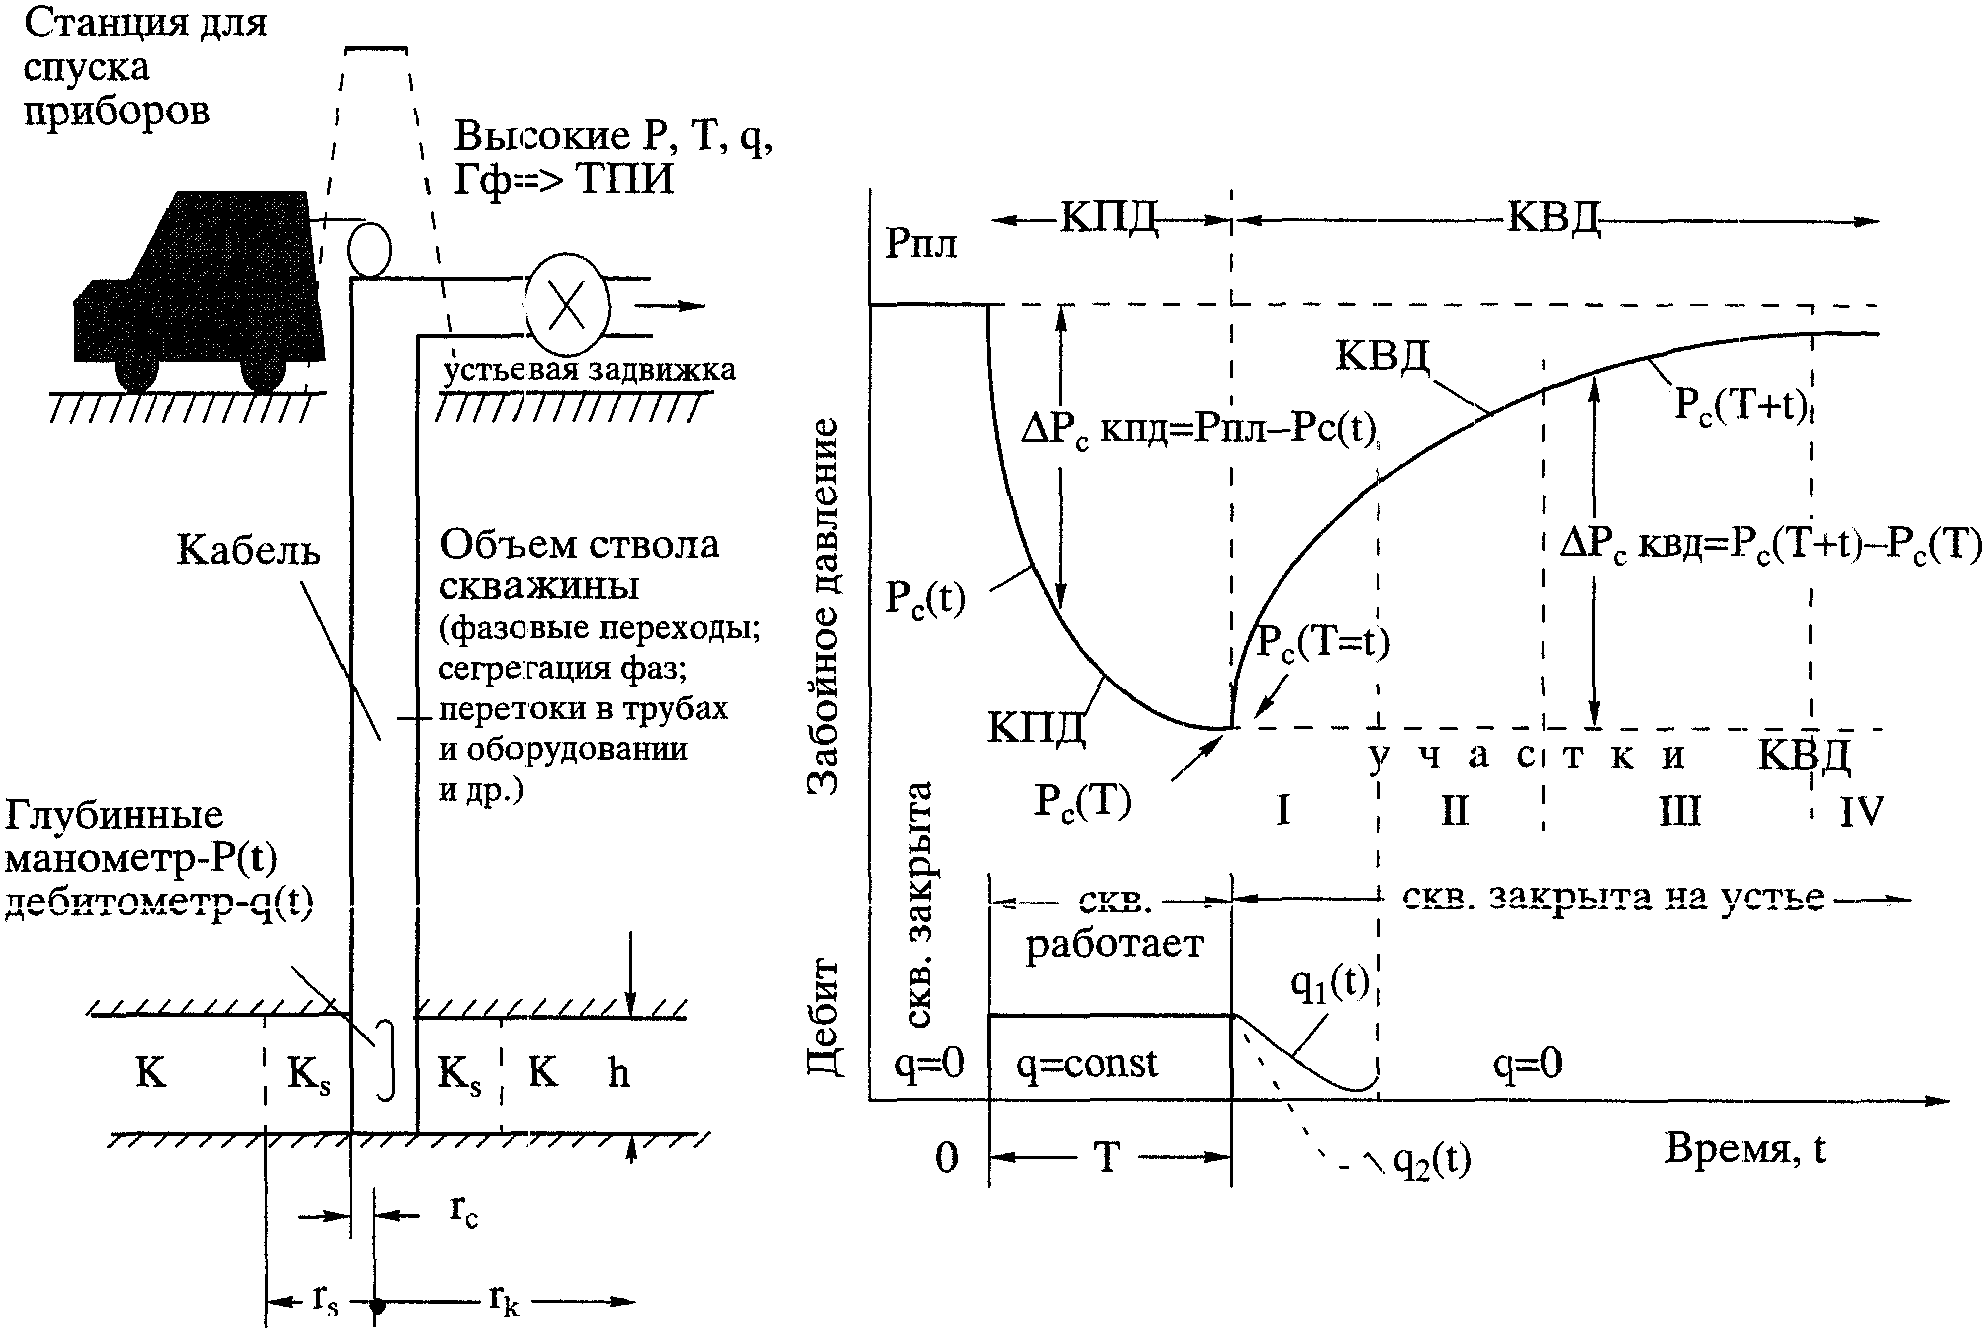 Станция для
спуска
приборов
Высокие Р, Т, q,
Гф=> ТПИ
устьевая задвижка
Кабель
Объем ствола
скважины
(фазовые переходы;
сегрегация фаз;
перетоки в трубах
и оборудовании
и др.)
Глубинные
манометр-P(t)
дебитометр-q(t)
K
Ks
Ks
K
h
rc
rs
rk
КПД
КВД
Рпл
КВД
Pc(T+t)
ΔPc кпд=Рпл–Рс(t)
ΔPc квд=Pc(T+t)–Pc(T)
Pc(t)
Pc(T=t)
КПД
Pc(T)
участки КВД
I
II
III
IV
Забойное давление
скв. закрыта
скв.
работает
скв. закрыта на устье
Дебит
q1(t)
q=0
q=const
q=0
0
T
q2(t)
Время, t